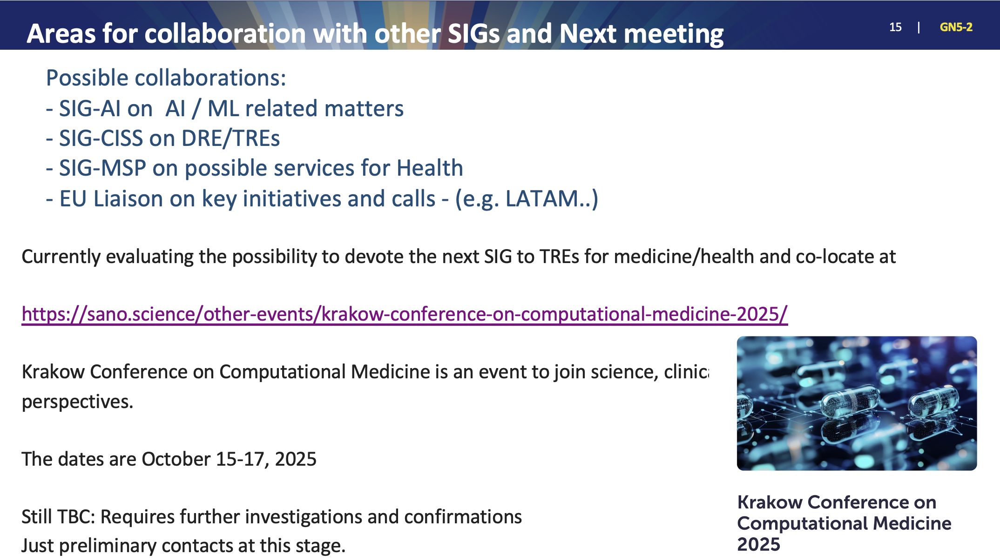 Areas for collaboration with other SIGs and Next meeting
15 | GN5-2
Possible collaborations:
- SIG-AI on AI / ML related matters
- SIG-CISS on DRE/TREs
- SIG-MSP on possible services for Health
- EU Liaison on key initiatives and calls - (e.g. LATAM..)
Currently evaluating the possibility to devote the next SIG to TREs for medicine/health and co-locate at
https://sano.science/other-events/krakow-conference-on-computational-medicine-2025/
Krakow Conference on Computational Medicine is an event to join science,
perspectives.
The dates are October 15-17, 2025
Still TBC: Requires further investigations and confirmations
Just preliminary contacts at this stage.
Krakow Conference on
Computational Medicine
2025